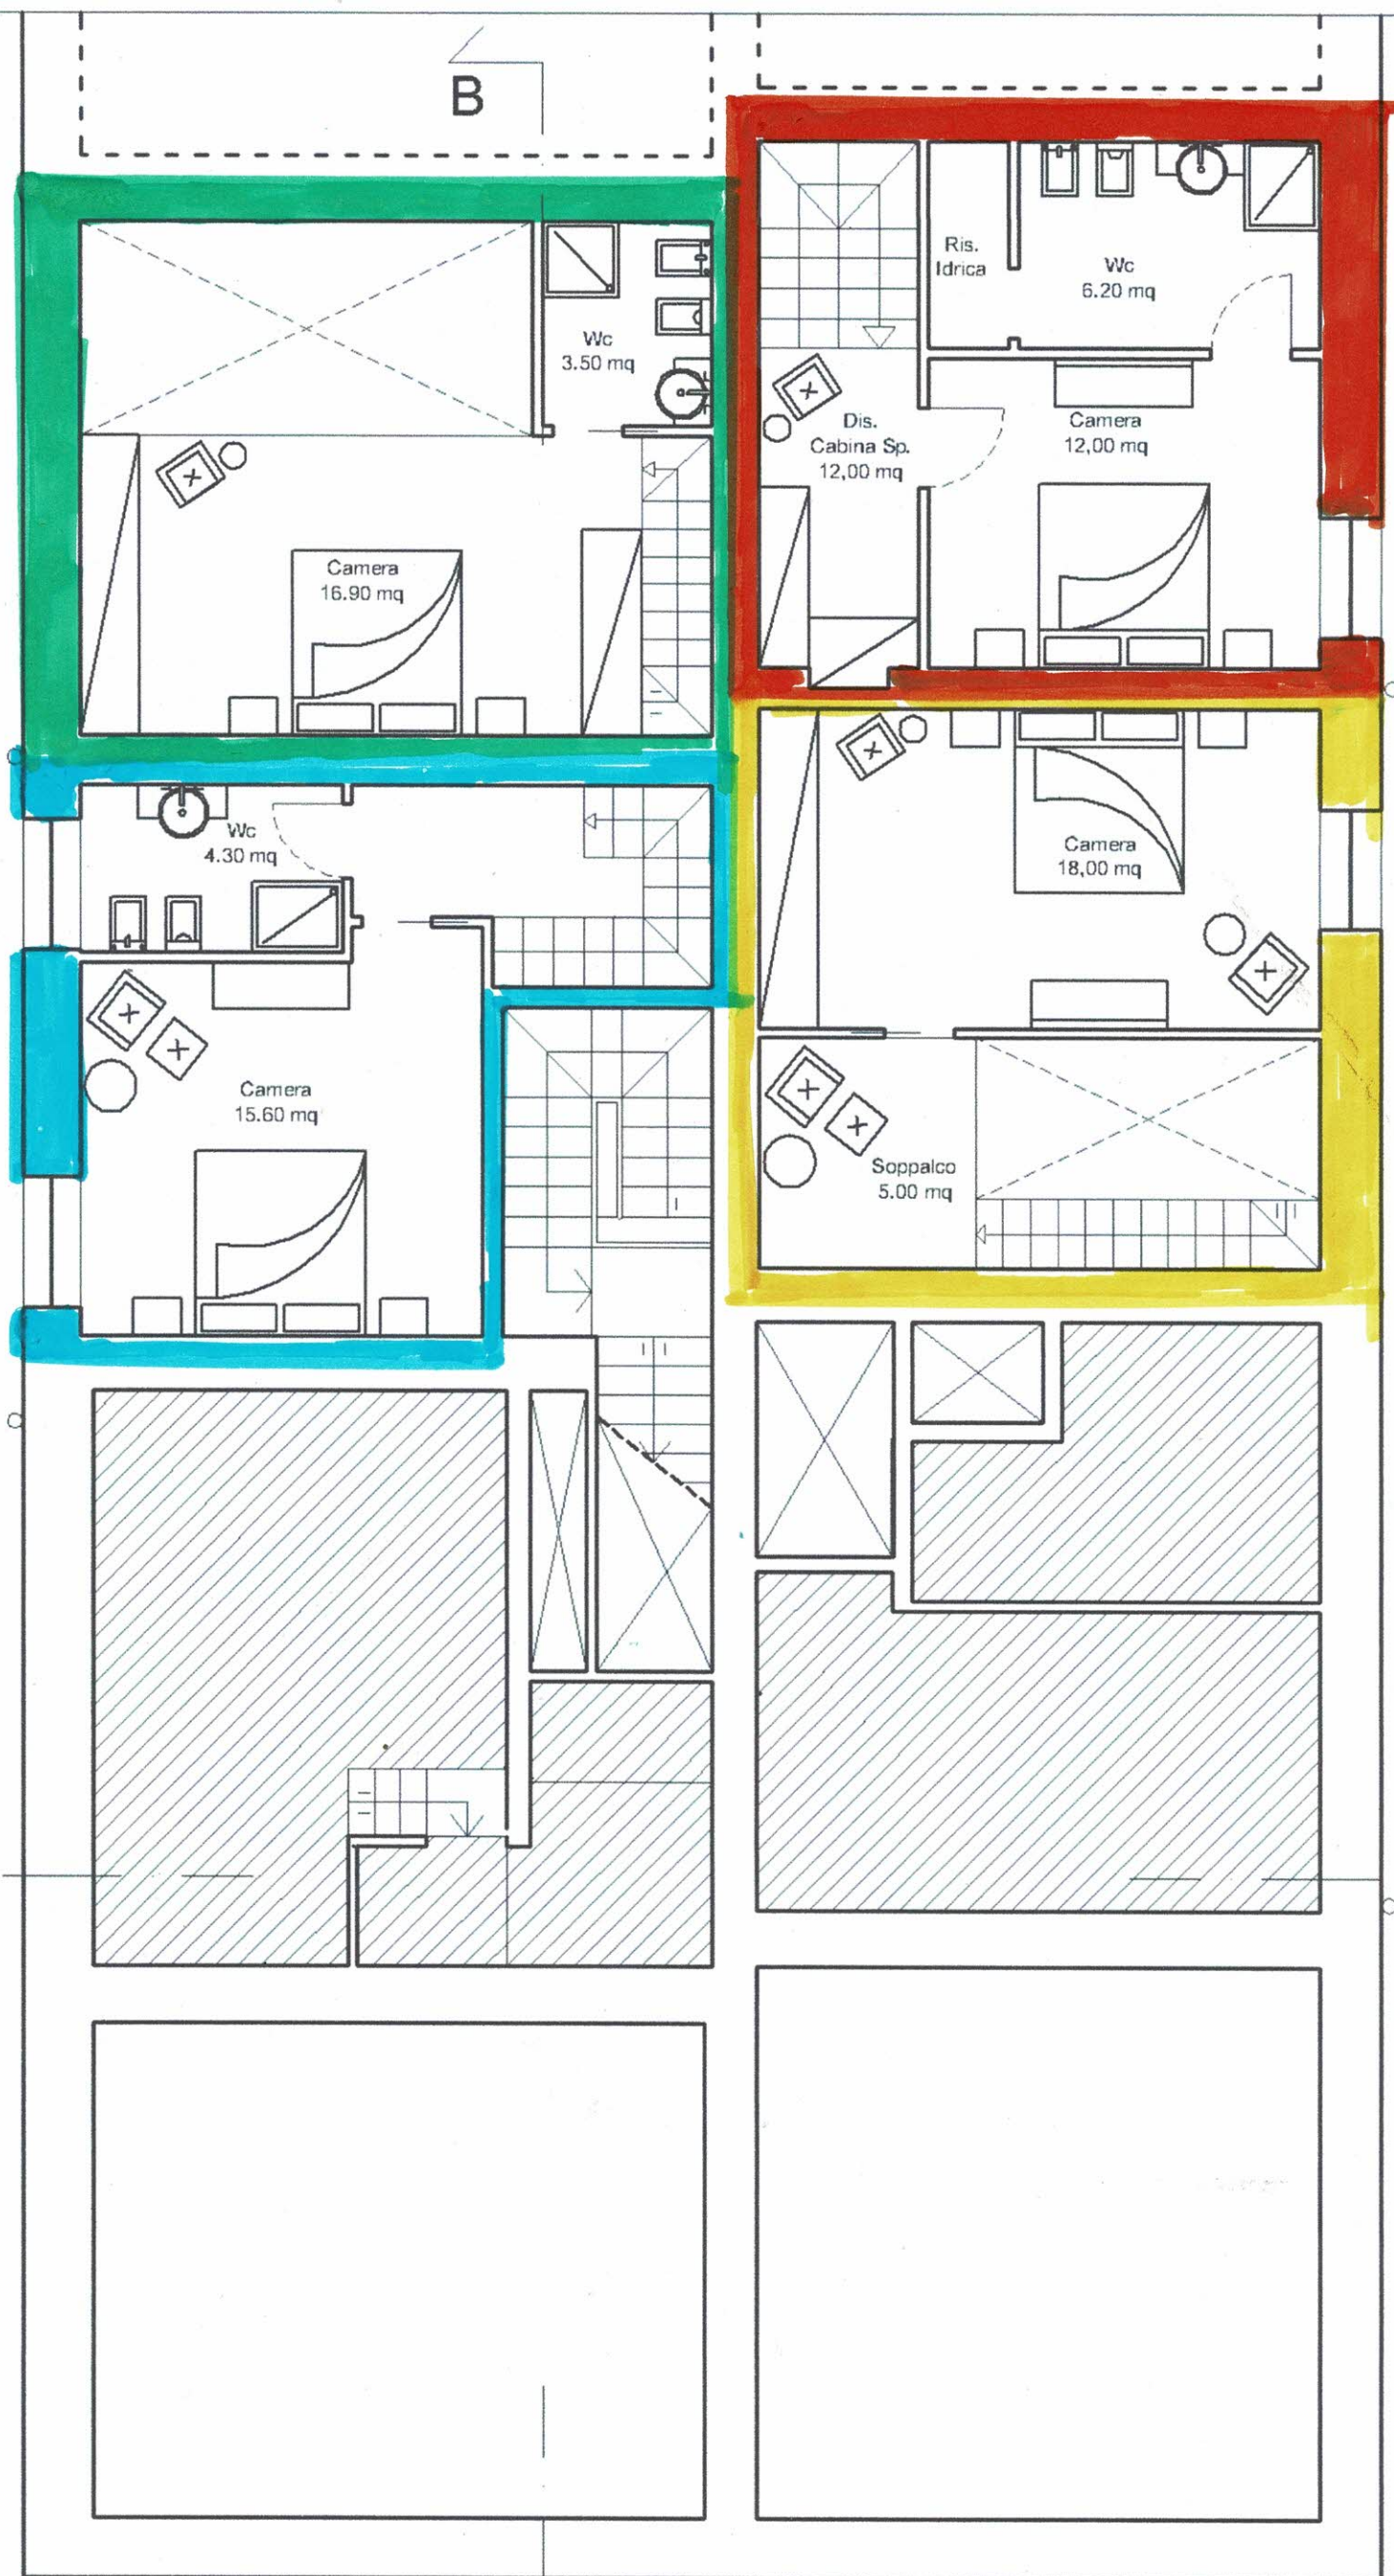 B
Ris.
Idrica
Wc
6.20 mq
Wc
3.50 mq
Dis.
Cabina Sp.
12,00 mq
Camera
12,00 mq
Camera
16.90 mq
Wc
4.30 mq
Camera
18,00 mq
Camera
15.60 mq
Soppalco
5.00 mq